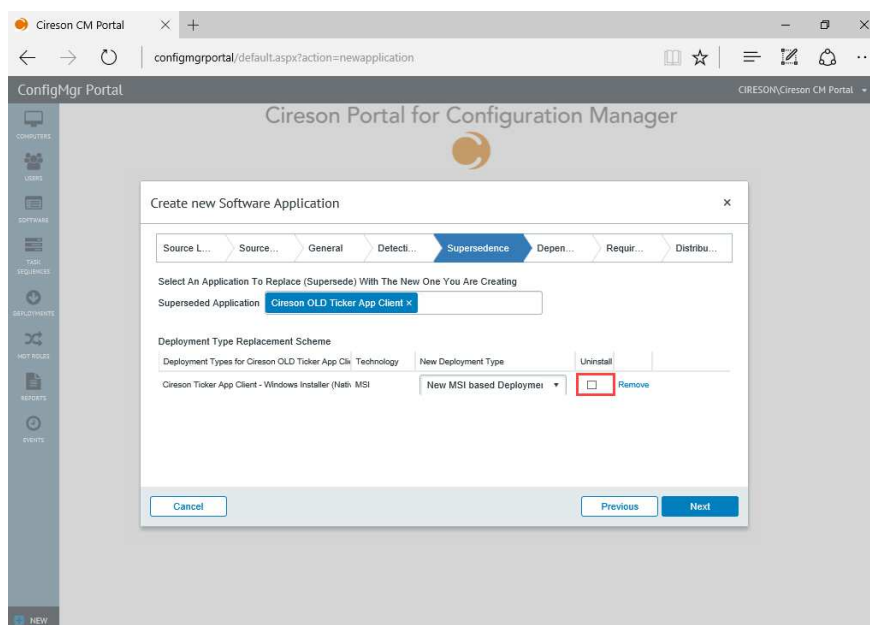 Cireson CM Portal
configmgrportal/default.aspx?action=newapplication
ConfigMgr Portal
CIRESON\Cireson CM Portal
Cireson Portal for Configuration Manager
COMPUTERS
USERS
SOFTWARE
TASK
SEQUENCES
DEPLOYMENTS
HOT ROLES
REPORTS
EVENTS
NEW
Create new Software Application
Source L... Source... General Detecti... Supersedence Depen... Requir... Distribu...
Select An Application To Replace (Supersede) With The New One You Are Creating
Superseded Application Cireson OLD Ticker App Client ×
Deployment Type Replacement Scheme
Deployment Types for Cireson OLD Ticker App Clie Technology New Deployment Type Uninstall
Cireson Ticker App Client - Windows Installer (Nativ MSI New MSI based Deploymer Remove
Cancel Previous Next